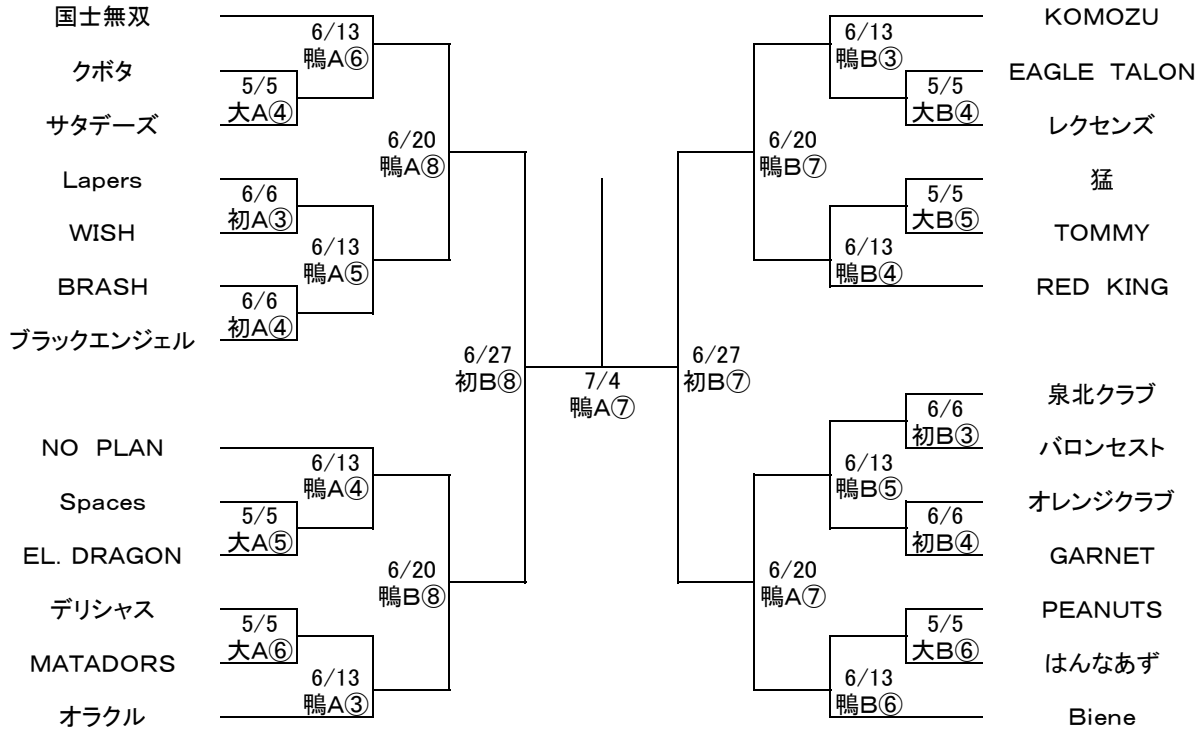 国士無双
6/13
鴨A⑥
クボタ
5/5
大A④
サタデーズ
6/20
鴨A⑧
Lapers
6/6
初A③
WISH
6/13
鴨A⑤
BRASH
6/6
初A④
ブラックエンジェル
6/27
初B⑧
NO PLAN
6/13
鴨A④
Spaces
5/5
大A⑤
EL. DRAGON
6/20
鴨B⑧
デリシャス
5/5
大A⑥
MATADORS
6/13
鴨A③
オラクル
7/4
鴨A⑦
KOMOZU
6/13
鴨B③
EAGLE TALON
5/5
大B④
レクセンズ
6/20
鴨B⑦
猛
5/5
大B⑤
TOMMY
6/13
鴨B④
RED KING
6/27
初B⑦
泉北クラブ
6/6
初B③
バロンセスト
6/13
鴨B⑤
オレンジクラブ
6/6
初B④
GARNET
6/20
鴨A⑦
PEANUTS
5/5
大B⑥
はんなあず
6/13
鴨B⑥
Biene